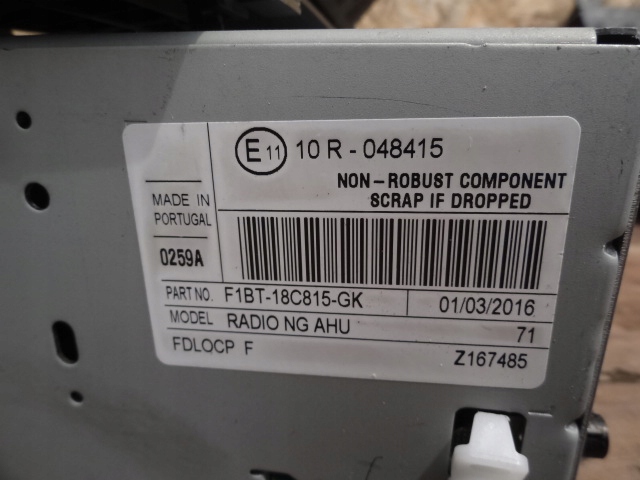 E11 10 R - 048415
NON-ROBUST COMPONENT
SCRAP IF DROPPED
MADE IN
PORTUGAL
0259A
PART NO. F1BT-18C815-GK 01/03/2016
MODEL RADIO NG AHU 71
FDLQCP F Z167485